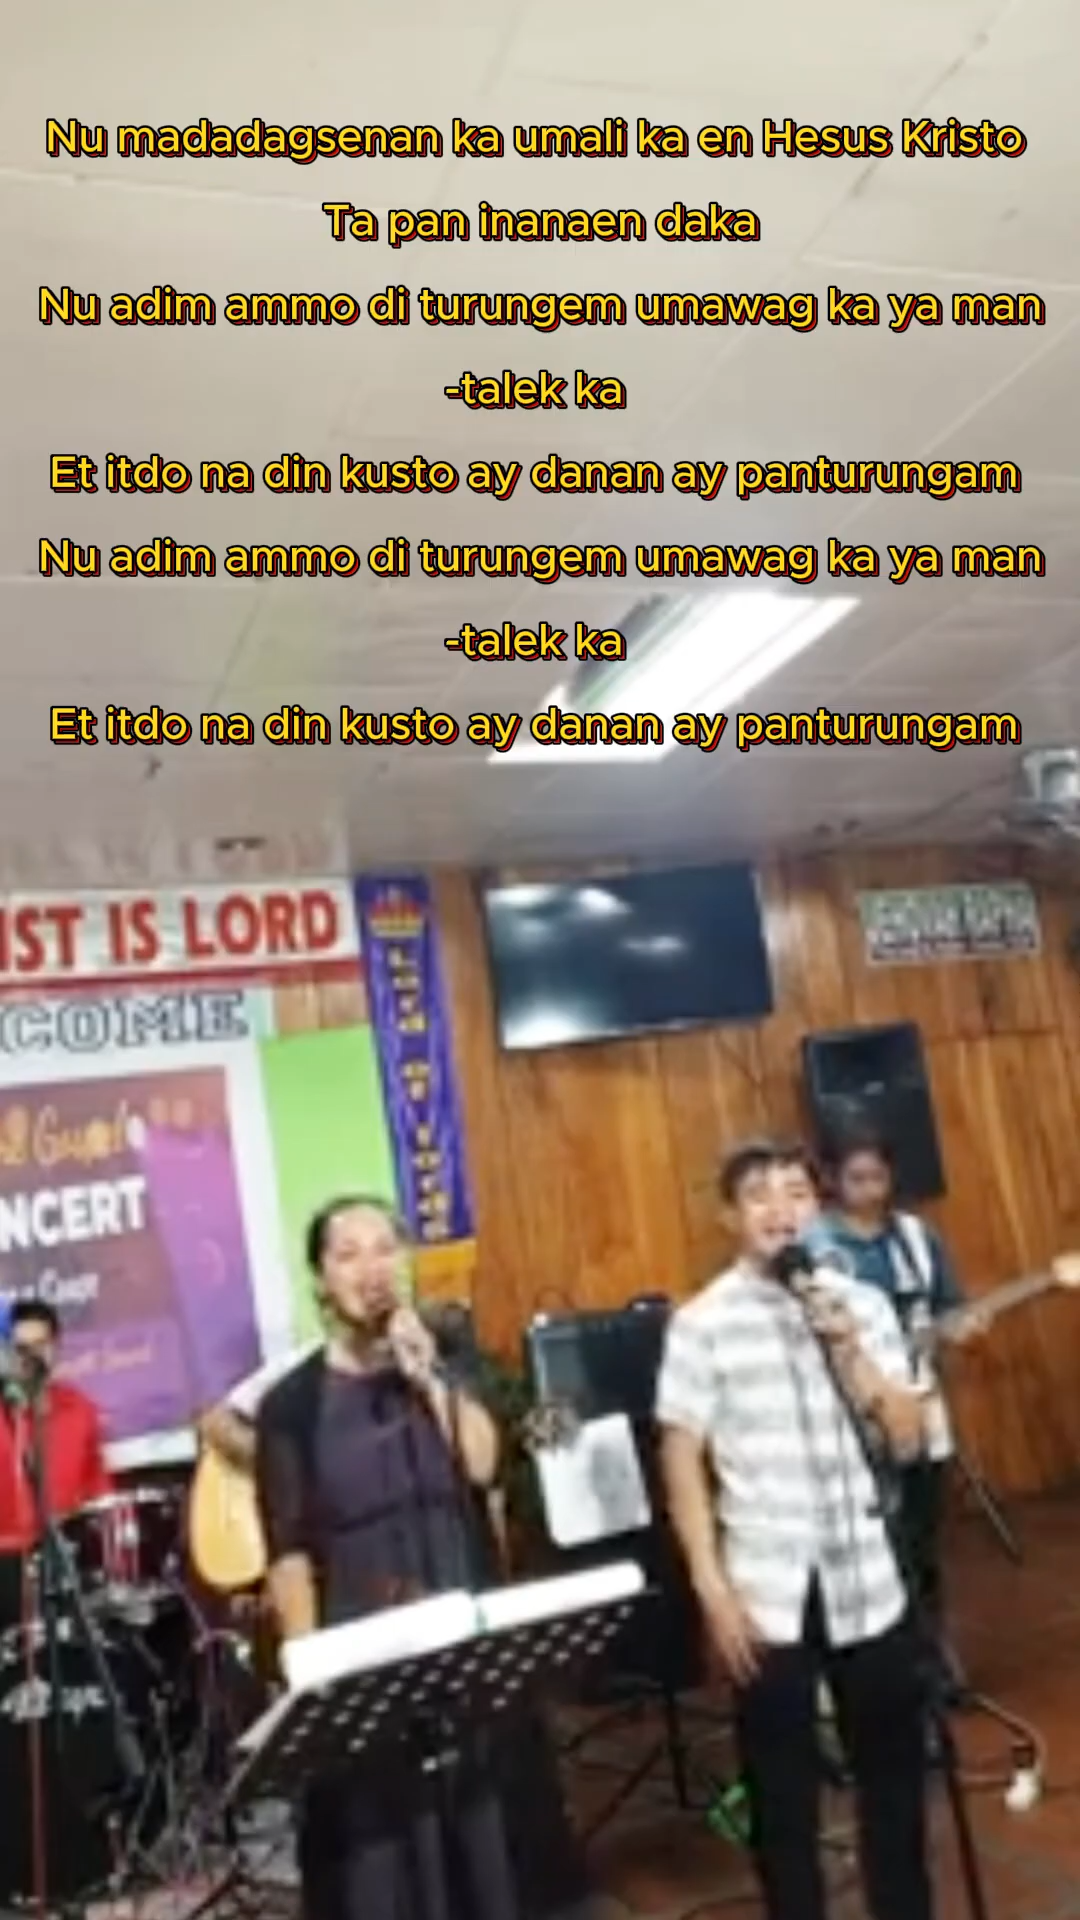 Nu madadagsenan ka umali ka en Hesus Kristo
Ta pan inanaen daka
Nu adim ammo di turungem umawag ka ya man
-talek ka
Et itdo na din kusto ay danan ay panturungam
Nu adim ammo di turungem umawag ka ya man
-talek ka
Et itdo na din kusto ay danan ay panturungam
IST IS LORD
COME
NCERT